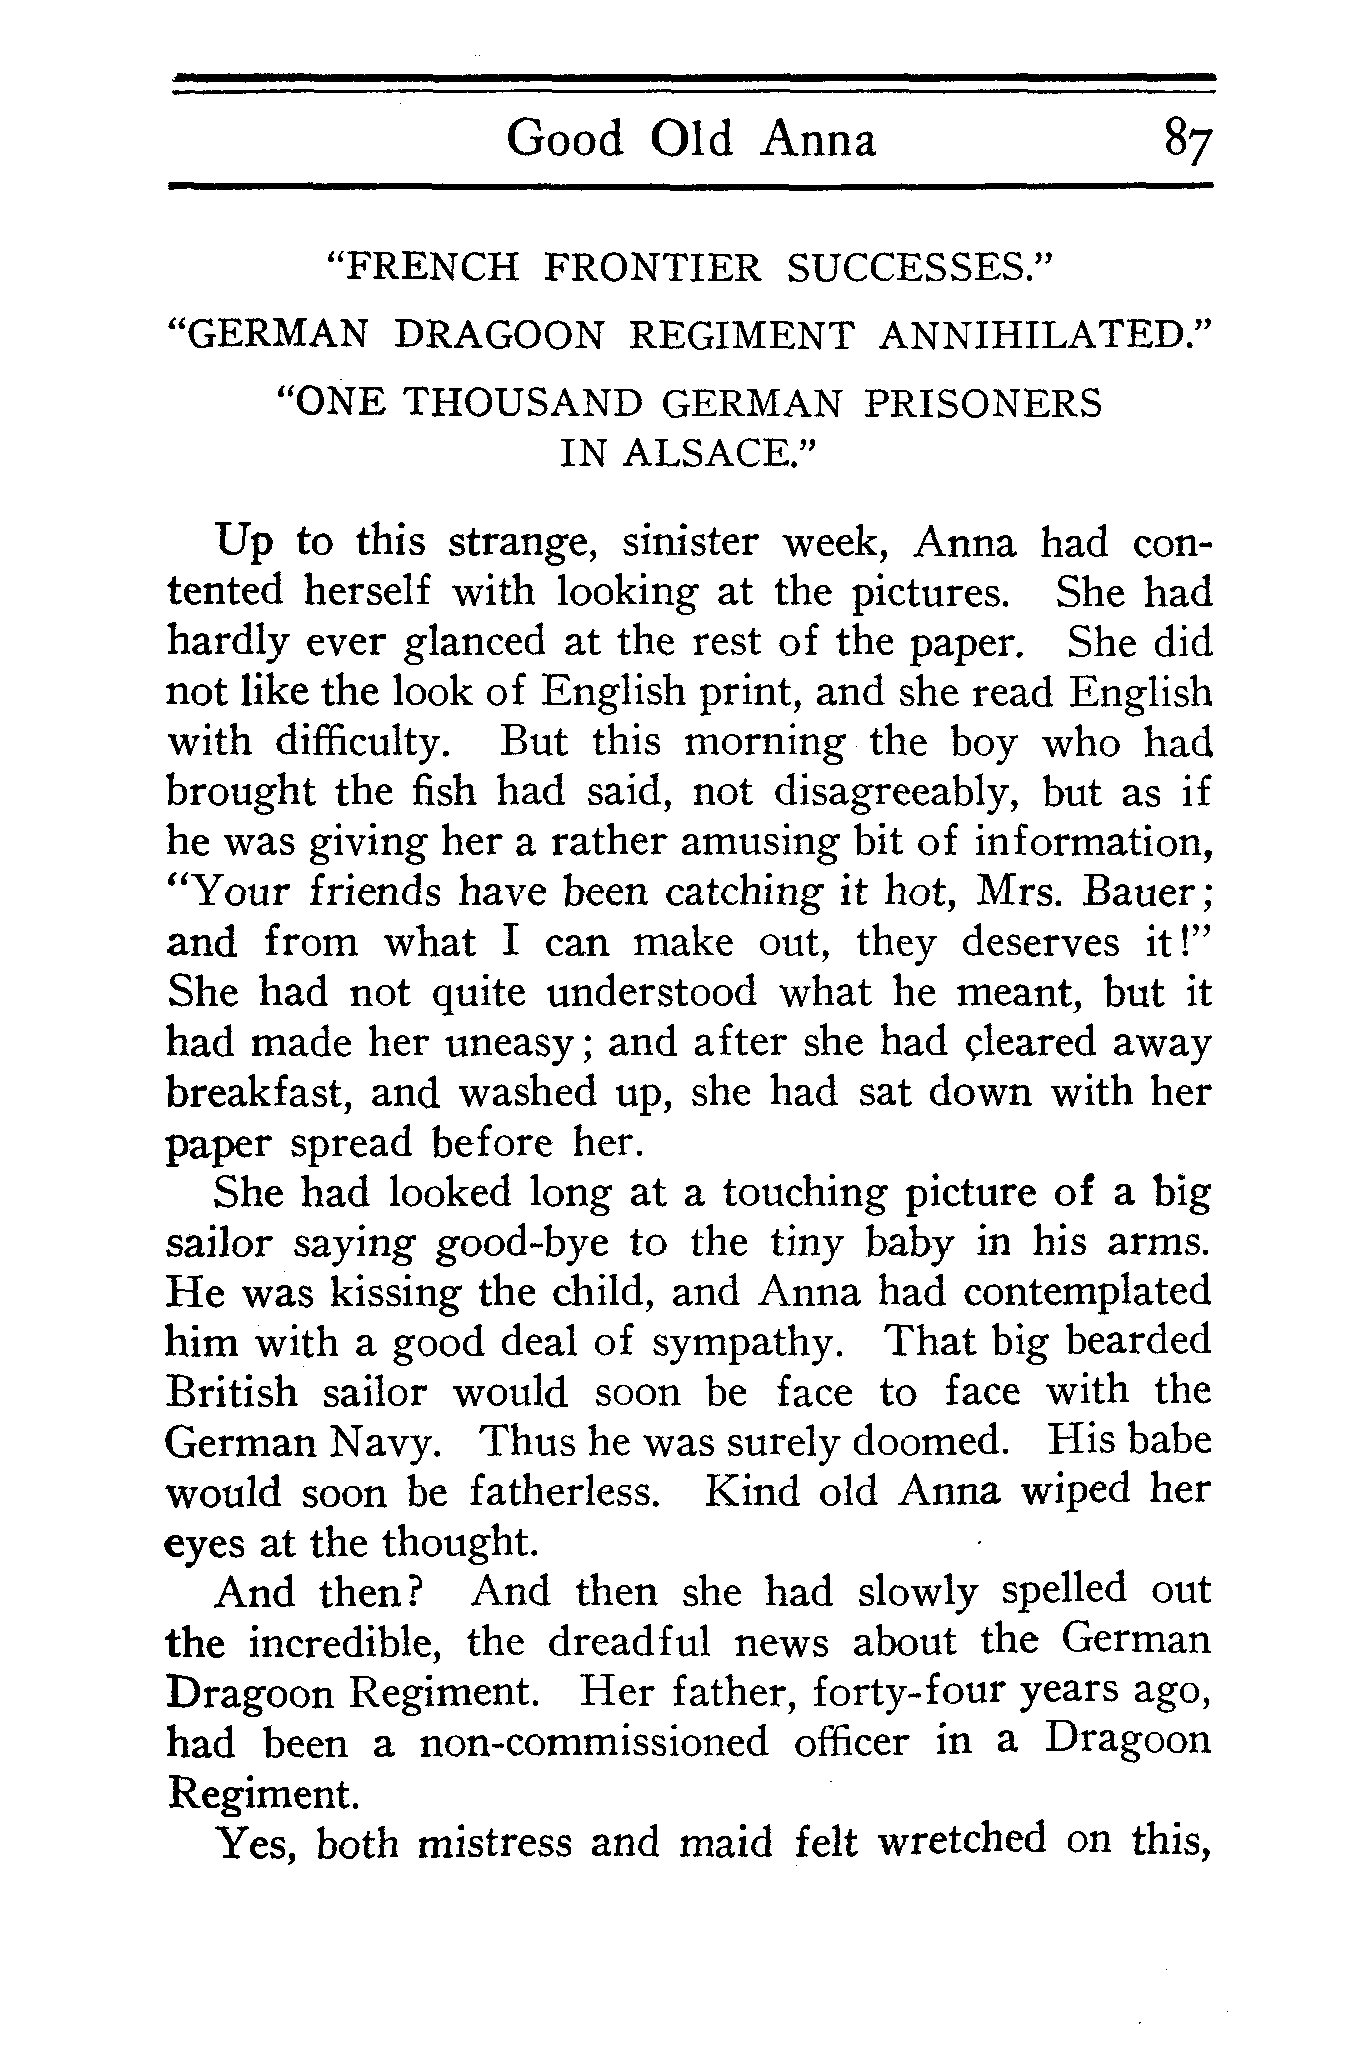 Good Old Anna 87
“FRENCH FRONTIER SUCCESSES.”
“GERMAN DRAGOON REGIMENT ANNIHILATED.”
“ONE THOUSAND GERMAN PRISONERS
IN ALSACE.”
Up to this strange, sinister week, Anna had con-
tented herself with looking at the pictures. She had
hardly ever glanced at the rest of the paper. She did
not like the look of English print, and she read English
with difficulty. But this morning the boy who had
brought the fish had said, not disagreeably, but as if
he was giving her a rather amusing bit of information,
“Your friends have been catching it hot, Mrs. Bauer;
and from what I can make out, they deserves it!”
She had not quite understood what he meant, but it
had made her uneasy; and after she had cleared away
breakfast, and washed up, she had sat down with her
paper spread before her.
She had looked long at a touching picture of a big
sailor saying good-bye to the tiny baby in his arms.
He was kissing the child, and Anna had contemplated
him with a good deal of sympathy. That big bearded
British sailor would soon be face to face with the
German Navy. Thus he was surely doomed. His babe
would soon be fatherless. Kind old Anna wiped her
eyes at the thought.
And then? And then she had slowly spelled out
the incredible, the dreadful news about the German
Dragoon Regiment. Her father, forty-four years ago,
had been a non-commissioned officer in a Dragoon
Regiment.
Yes, both mistress and maid felt wretched on this,